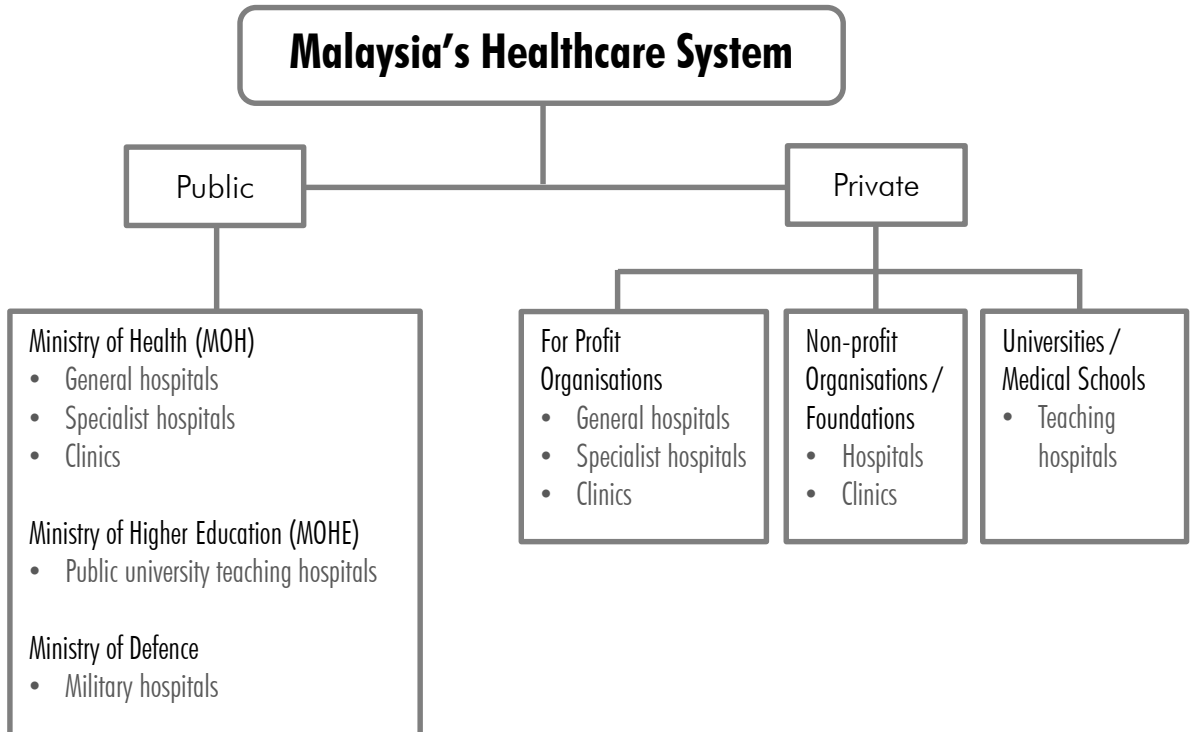 Malaysia's Healthcare System
Public
Private
Ministry of Health (MOH)
• General hospitals
• Specialist hospitals
• Clinics
Ministry of Higher Education (MOHE)
• Public university teaching hospitals
Ministry of Defence
• Military hospitals
For Profit
Organisations
• General hospitals
• Specialist hospitals
• Clinics
Non-profit
Organisations /
Foundations
• Hospitals
• Clinics
Universities /
Medical Schools
• Teaching
hospitals